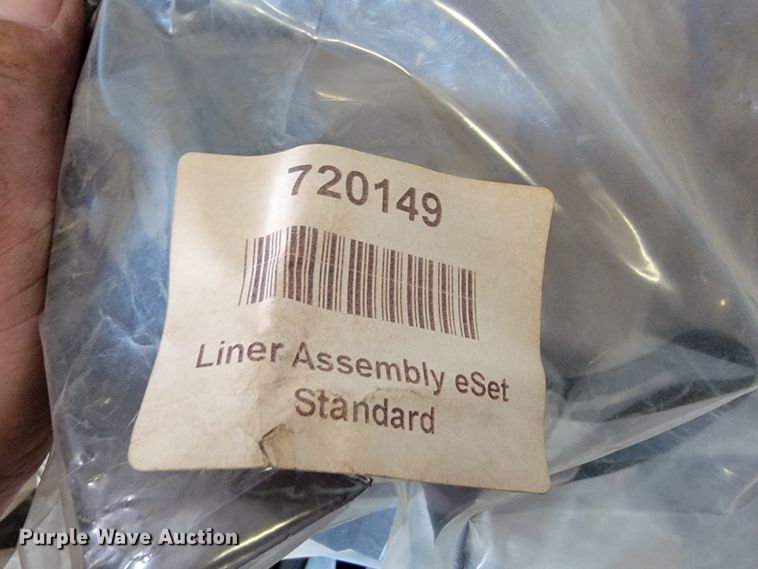 720149
Liner Assembly eSet
Standard
Purple Wave Auction